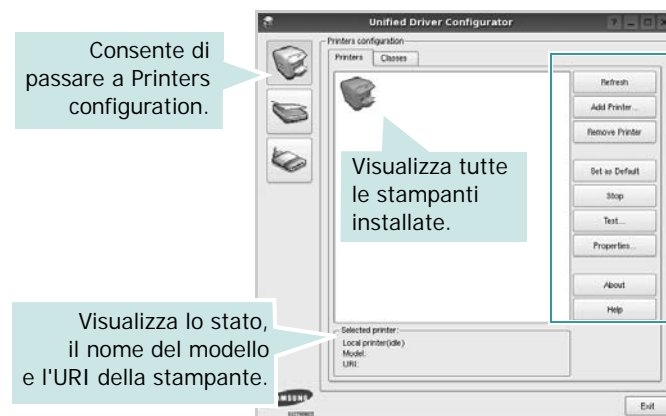 Unified Driver Configurator
Consente di
passare a Printers
configuration.
Printers configuration
Printers
Classes
Refresh
Add Printer...
Remove Printer
Set as Default
Stop
Test...
Properties...
About
Help
Visualizza tutte
le stampanti
installate.
Visualizza lo stato,
il nome del modello
e l'URI della stampante.
Selected printer:
Local printer(idle)
Model:
URI:
ELECTRONICS
Exit